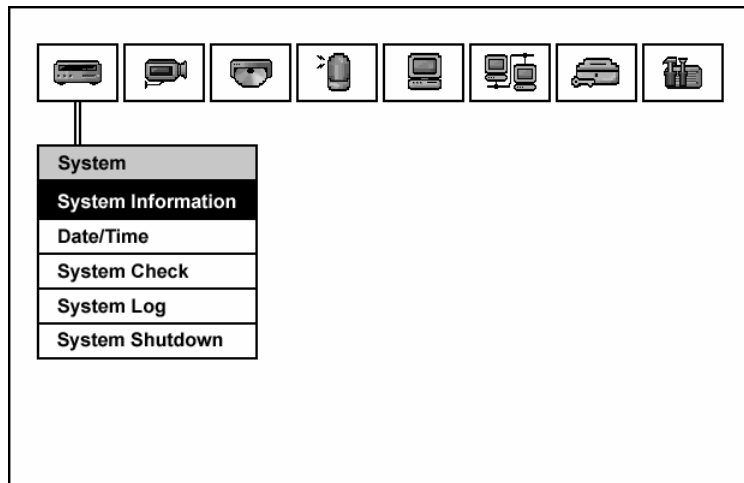 System
System Information
Date/Time
System Check
System Log
System Shutdown